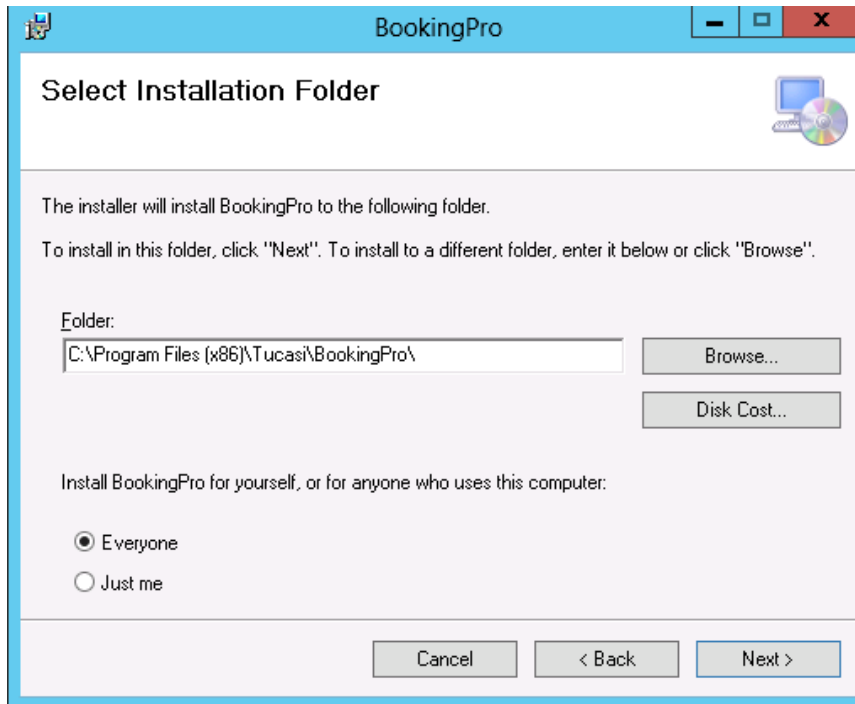 BookingPro
Select Installation Folder
The installer will install BookingPro to the following folder.
To install in this folder, click "Next". To install to a different folder, enter it below or click "Browse".
Folder:
C:\Program Files (x86)\Tucasi\BookingPro\
Browse...
Disk Cost...
Install BookingPro for yourself, or for anyone who uses this computer:
Everyone
Just me
Cancel
< Back
Next >